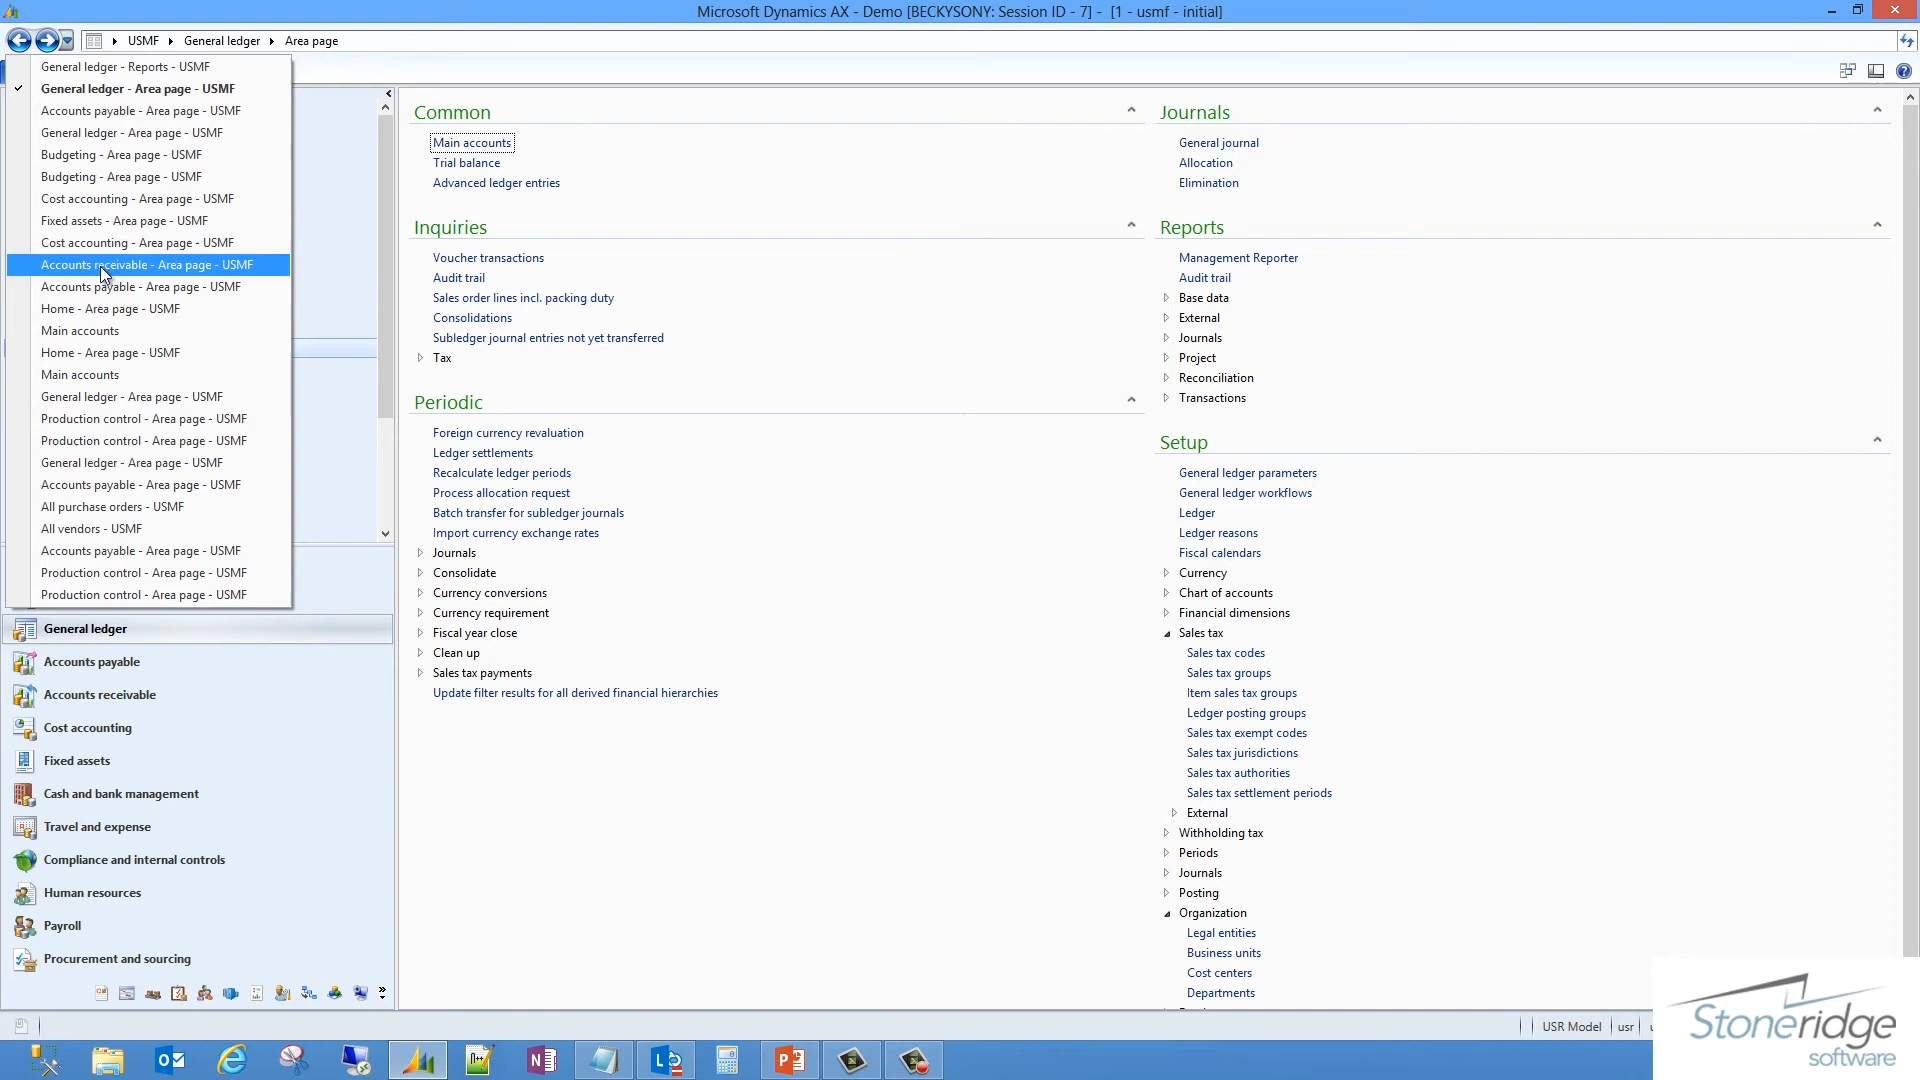 Microsoft Dynamics AX - Demo [BECKYSONY: Session ID - 7] - [1 - usmf - initial]
USMF
General ledger
Area page
General ledger - Reports - USMF
General ledger - Area page - USMF
Accounts payable - Area page - USMF
General ledger - Area page - USMF
Budgeting - Area page - USMF
Budgeting - Area page - USMF
Cost accounting - Area page - USMF
Fixed assets - Area page - USMF
Cost accounting - Area page - USMF
Accounts receivable - Area page - USMF
Accounts payable - Area page - USMF
Home - Area page - USMF
Main accounts
Home - Area page - USMF
Main accounts
General ledger - Area page - USMF
Production control - Area page - USMF
Production control - Area page - USMF
General ledger - Area page - USMF
Accounts payable - Area page - USMF
All purchase orders - USMF
All vendors - USMF
Accounts payable - Area page - USMF
Production control - Area page - USMF
Production control - Area page - USMF
General ledger
Accounts payable
Accounts receivable
Cost accounting
Fixed assets
Cash and bank management
Travel and expense
Compliance and internal controls
Human resources
Payroll
Procurement and sourcing
Common
Main accounts
Trial balance
Advanced ledger entries
Inquiries
Voucher transactions
Audit trail
Sales order lines incl. packing duty
Consolidations
Subledger journal entries not yet transferred
Tax
Periodic
Foreign currency revaluation
Ledger settlements
Recalculate ledger periods
Process allocation request
Batch transfer for subledger journals
Import currency exchange rates
Journals
Consolidate
Currency conversions
Currency requirement
Fiscal year close
Clean up
Sales tax payments
Update filter results for all derived financial hierarchies
Journals
General journal
Allocation
Elimination
Reports
Management Reporter
Audit trail
Base data
External
Journals
Project
Reconciliation
Transactions
Setup
General ledger parameters
General ledger workflows
Ledger
Ledger reasons
Fiscal calendars
Currency
Chart of accounts
Financial dimensions
Sales tax
Sales tax codes
Sales tax groups
Item sales tax groups
Ledger posting groups
Sales tax exempt codes
Sales tax jurisdictions
Sales tax authorities
Sales tax settlement periods
External
Withholding tax
Periods
Journals
Posting
Organization
Legal entities
Business units
Cost centers
Departments
USR Model
usr
Stoneridge
software